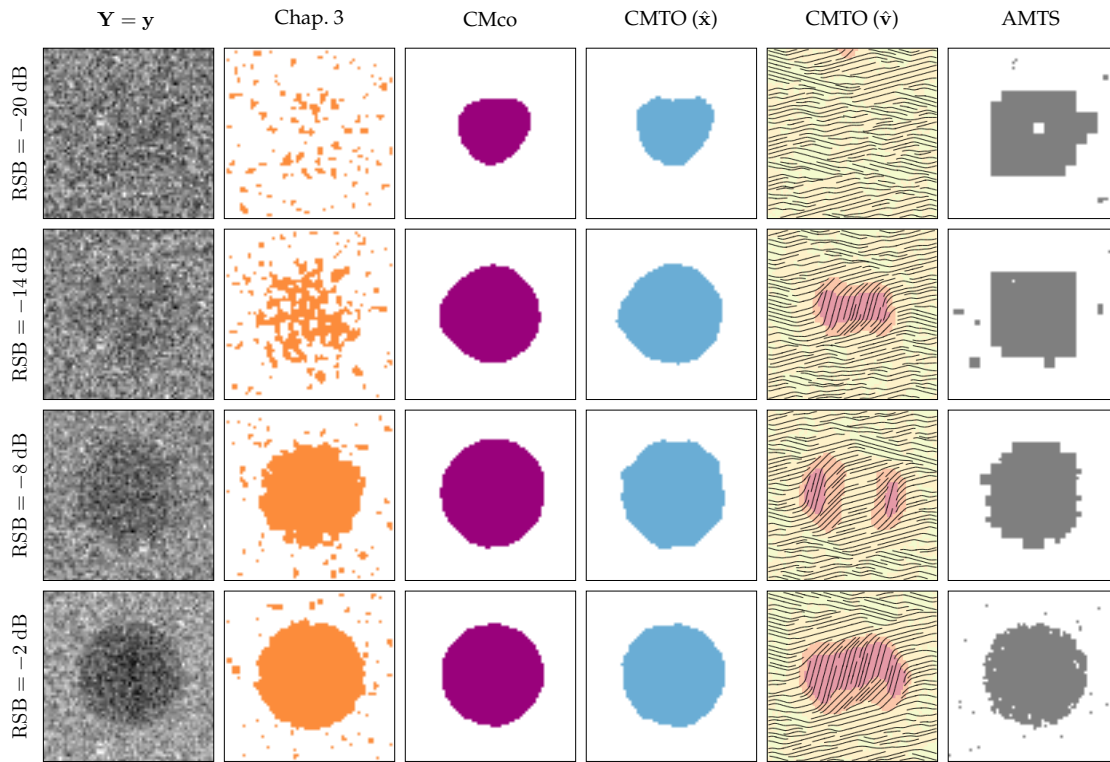 Y = y
Chap. 3
CMco
CMTO (x̂)
CMTO (v̂)
AMTS
RSB = −20 dB
RSB = −14 dB
RSB = −8 dB
RSB = −2 dB